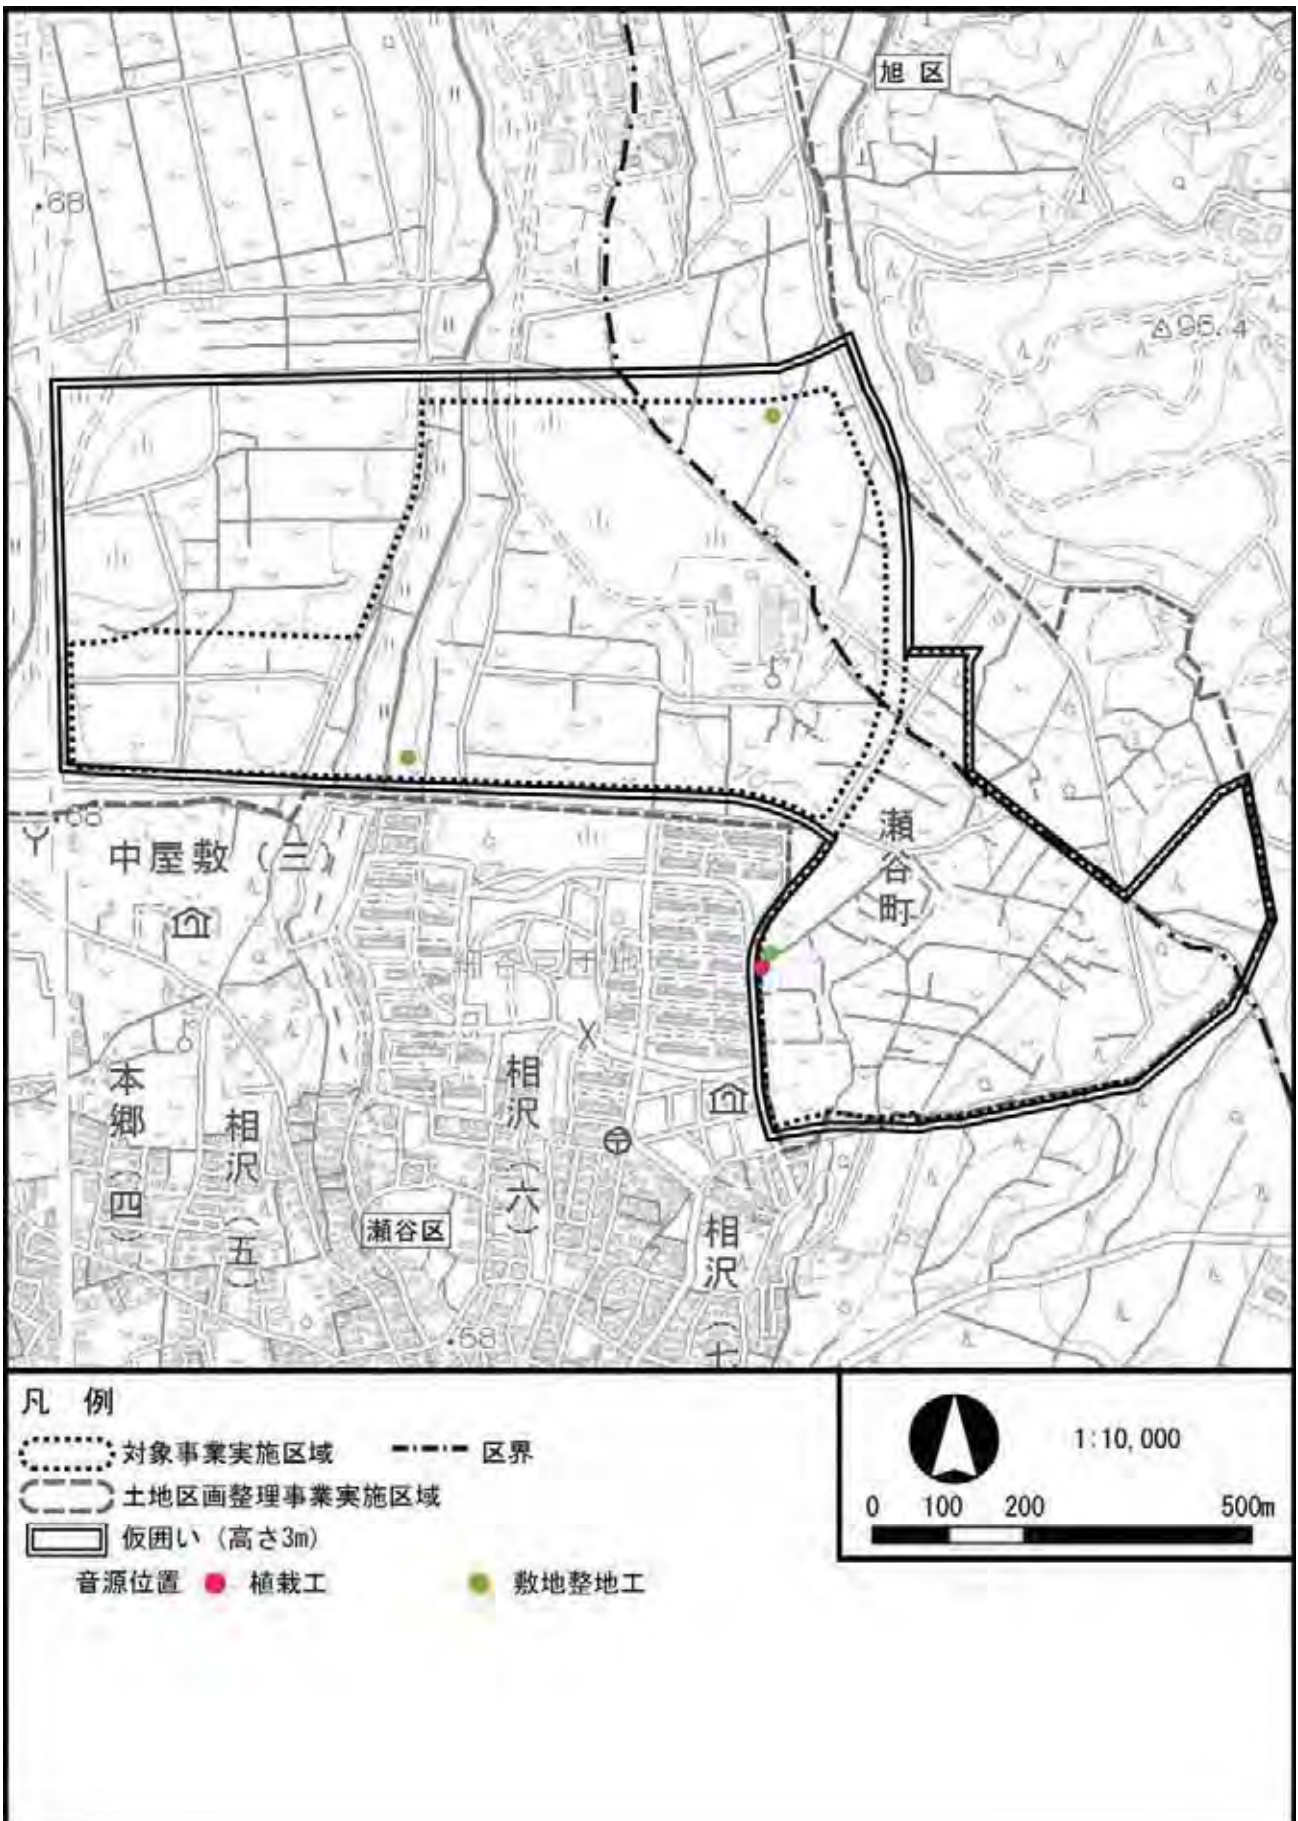 旭区
68
95.4
68
中屋敷(三)
瀬谷町
本郷(四)
相沢(五)
相沢(六)
瀬谷区
相沢(七
68
凡 例
対象事業実施区域
区界
土地区画整理事業実施区域
仮囲い(高さ3m)
音源位置 植栽工 敷地整地工
1:10,000
0 100 200 500m